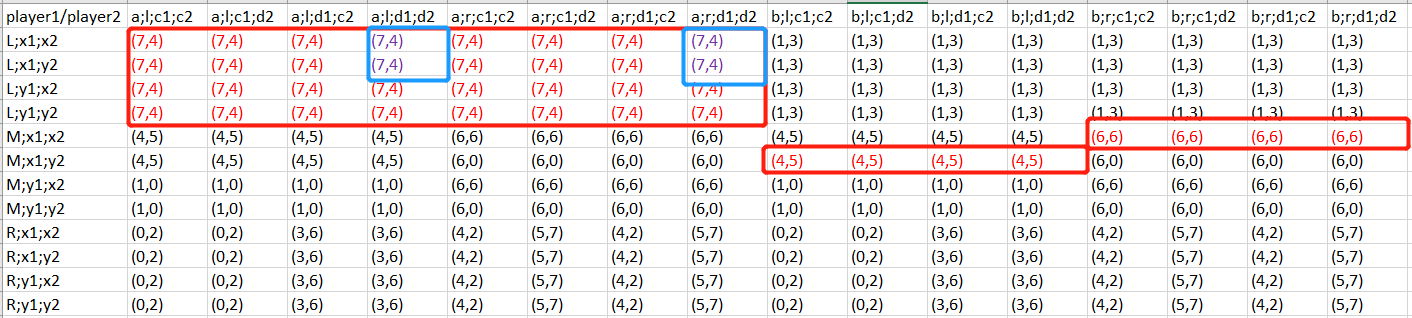 player1/player2 a;l;c1;c2 a;l;c1;d2 a;l;d1;c2 a;l;d1;d2 a;r;c1;c2 a;r;c1;d2 a;r;d1;c2 a;r;d1;d2 b;l;c1;c2 b;l;c1;d2 b;l;d1;c2 b;l;d1;d2 b;r;c1;c2 b;r;c1;d2 b;r;d1;c2 b;r;d1;d2
L;x1;x2 (7,4) (7,4) (7,4) (7,4) (7,4) (7,4) (7,4) (7,4) (1,3) (1,3) (1,3) (1,3) (1,3) (1,3) (1,3) (1,3)
L;x1;y2 (7,4) (7,4) (7,4) (7,4) (7,4) (7,4) (7,4) (7,4) (1,3) (1,3) (1,3) (1,3) (1,3) (1,3) (1,3) (1,3)
L;y1;x2 (7,4) (7,4) (7,4) (7,4) (7,4) (7,4) (7,4) (7,4) (1,3) (1,3) (1,3) (1,3) (1,3) (1,3) (1,3) (1,3)
L;y1;y2 (7,4) (7,4) (7,4) (7,4) (7,4) (7,4) (7,4) (7,4) (1,3) (1,3) (1,3) (1,3) (1,3) (1,3) (1,3) (1,3)
M;x1;x2 (4,5) (4,5) (4,5) (4,5) (6,6) (6,6) (6,6) (6,6) (4,5) (4,5) (4,5) (4,5) (6,6) (6,6) (6,6) (6,6)
M;x1;y2 (4,5) (4,5) (4,5) (4,5) (6,0) (6,0) (6,0) (6,0) (4,5) (4,5) (4,5) (4,5) (6,0) (6,0) (6,0) (6,0)
M;y1;x2 (1,0) (1,0) (1,0) (1,0) (6,6) (6,6) (6,6) (6,6) (1,0) (1,0) (1,0) (1,0) (6,6) (6,6) (6,6) (6,6)
M;y1;y2 (1,0) (1,0) (1,0) (1,0) (6,0) (6,0) (6,0) (6,0) (1,0) (1,0) (1,0) (1,0) (6,0) (6,0) (6,0) (6,0)
R;x1;x2 (0,2) (0,2) (3,6) (3,6) (4,2) (5,7) (4,2) (5,7) (0,2) (0,2) (3,6) (3,6) (4,2) (5,7) (4,2) (5,7)
R;x1;y2 (0,2) (0,2) (3,6) (3,6) (4,2) (5,7) (4,2) (5,7) (0,2) (0,2) (3,6) (3,6) (4,2) (5,7) (4,2) (5,7)
R;y1;x2 (0,2) (0,2) (3,6) (3,6) (4,2) (5,7) (4,2) (5,7) (0,2) (0,2) (3,6) (3,6) (4,2) (5,7) (4,2) (5,7)
R;y1;y2 (0,2) (0,2) (3,6) (3,6) (4,2) (5,7) (4,2) (5,7) (0,2) (0,2) (3,6) (3,6) (4,2) (5,7) (4,2) (5,7)